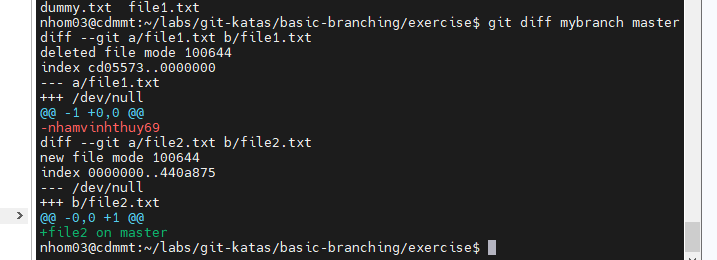 dummy.txt  file1.txt
nhom03@cdmmt:~/labs/git-katas/basic-branching/exercise$ git diff mybranch master
diff --git a/file1.txt b/file1.txt
deleted file mode 100644
index cd05573..0000000
--- a/file1.txt
+++ /dev/null
@@ -1 +0,0 @@
-nhamvinhthuy69
diff --git a/file2.txt b/file2.txt
new file mode 100644
index 0000000..440a875
--- /dev/null
+++ b/file2.txt
@@ -0,0 +1 @@
+file2 on master
nhom03@cdmmt:~/labs/git-katas/basic-branching/exercise$